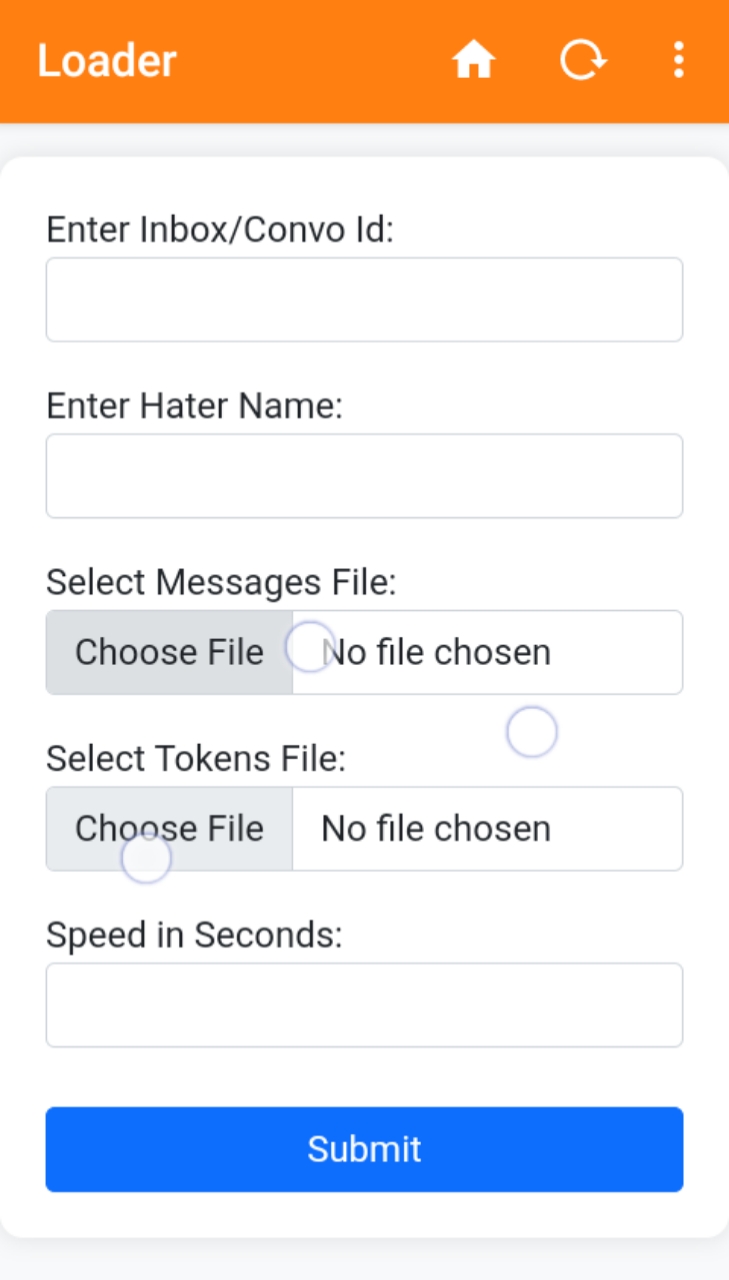 Loader
Enter Inbox/Convo Id:
Enter Hater Name:
Select Messages File:
Choose File No file chosen
Select Tokens File:
Choose File No file chosen
Speed in Seconds:
Submit